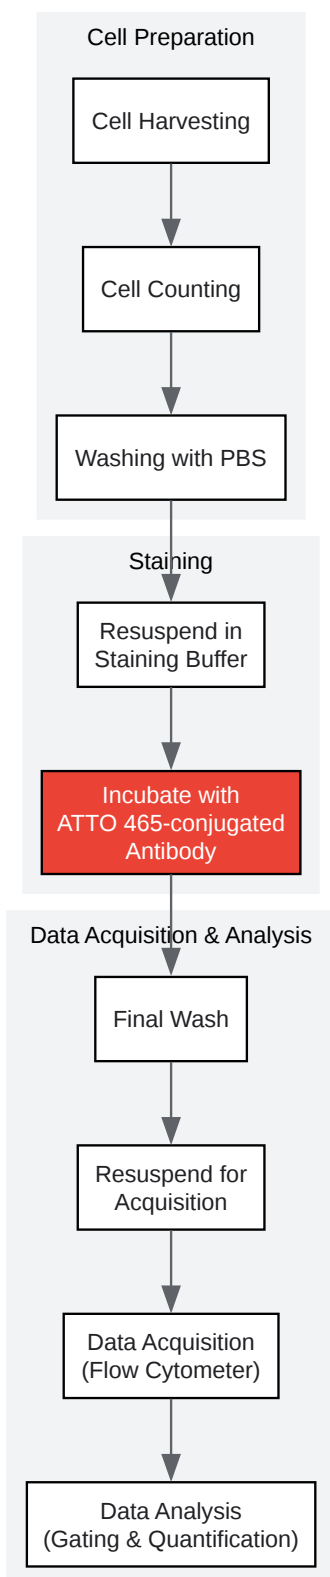 Cell Preparation
Cell Harvesting
Cell Counting
Washing with PBS
Staining
Resuspend in
Staining Buffer
Incubate with
ATTO 465-conjugated
Antibody
Data Acquisition & Analysis
Final Wash
Resuspend for
Acquisition
Data Acquisition
(Flow Cytometer)
Data Analysis
(Gating & Quantification)